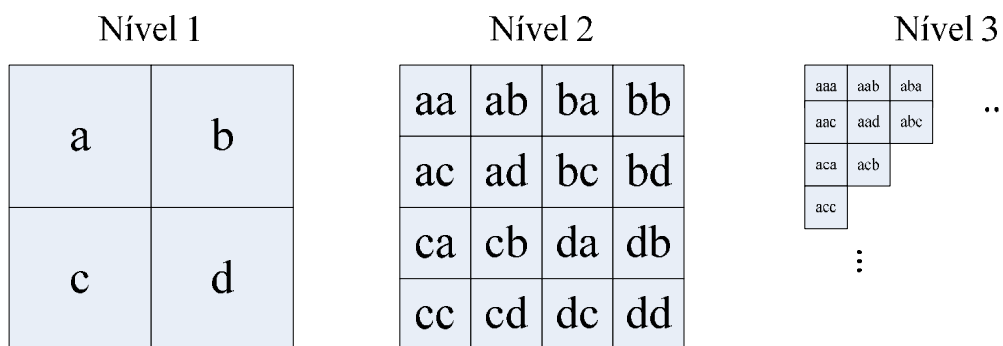 Nível 1
a b
c d
Nível 2
aa ab ba bb
ac ad bc bd
ca cb da db
cc cd dc dd
Nível 3
aaa aab aba ..
aac aad abc
aca acb
acc
⋮